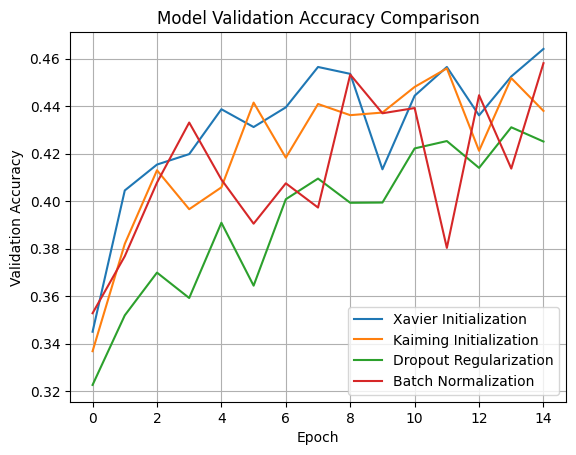 Model Validation Accuracy Comparison
Validation Accuracy
0.46
0.44
0.42
0.40
0.38
0.36
0.34
0.32
0 2 4 6 8 10 12 14
Epoch
Xavier Initialization
Kaiming Initialization
Dropout Regularization
Batch Normalization